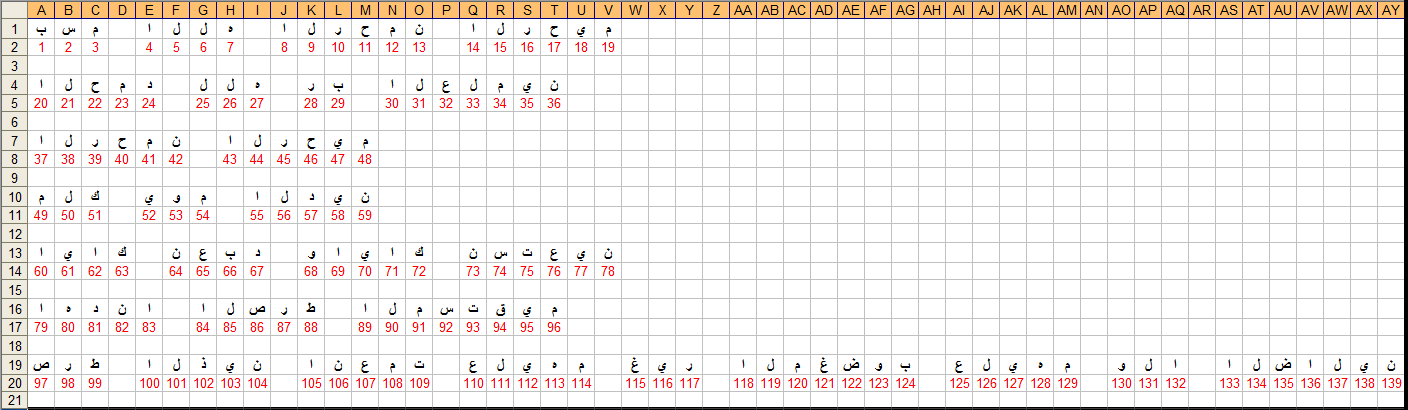 A B C D E F G H I J K L M N O P Q R S T U V W X Y Z AA AB AC AD AE AF AG AH AI AJ AK AL AM AN AO AP AQ AR AS AT AU AV AW AX AY
1 ب س م ا ل ل ه ا ل ر ح م ن ا ل ر ح ي م
2 1 2 3 4 5 6 7 8 9 10 11 12 13 14 15 16 17 18 19
3
4 ا ل ح م د ل ل ه ر ب ا ل ع ل م ي ن
5 20 21 22 23 24 25 26 27 28 29 30 31 32 33 34 35 36
6
7 ا ل ر ح م ن ا ل ر ح ي م
8 37 38 39 40 41 42 43 44 45 46 47 48
9
10 م ل ك ي و م ا ل د ي ن
11 49 50 51 52 53 54 55 56 57 58 59
12
13 ا ي ا ك ن ع ب د و ا ي ا ك ن س ت ع ي ن
14 60 61 62 63 64 65 66 67 68 69 70 71 72 73 74 75 76 77 78
15
16 ا ه د ن ا ا ل ص ر ط ا ل م س ت ق ي م
17 79 80 81 82 83 84 85 86 87 88 89 90 91 92 93 94 95 96
18
19 ص ر ط ا ل ذ ي ن ا ن ع م ت ع ل ي ه م غ ي ر ا ل م غ ض و ب ع ل ي ه م و ل ا ا ل ض ا ل ي ن
20 97 98 99 100 101 102 103 104 105 106 107 108 109 110 111 112 113 114 115 116 117 118 119 120 121 122 123 124 125 126 127 128 129 130 131 132 133 134 135 136 137 138 139
21